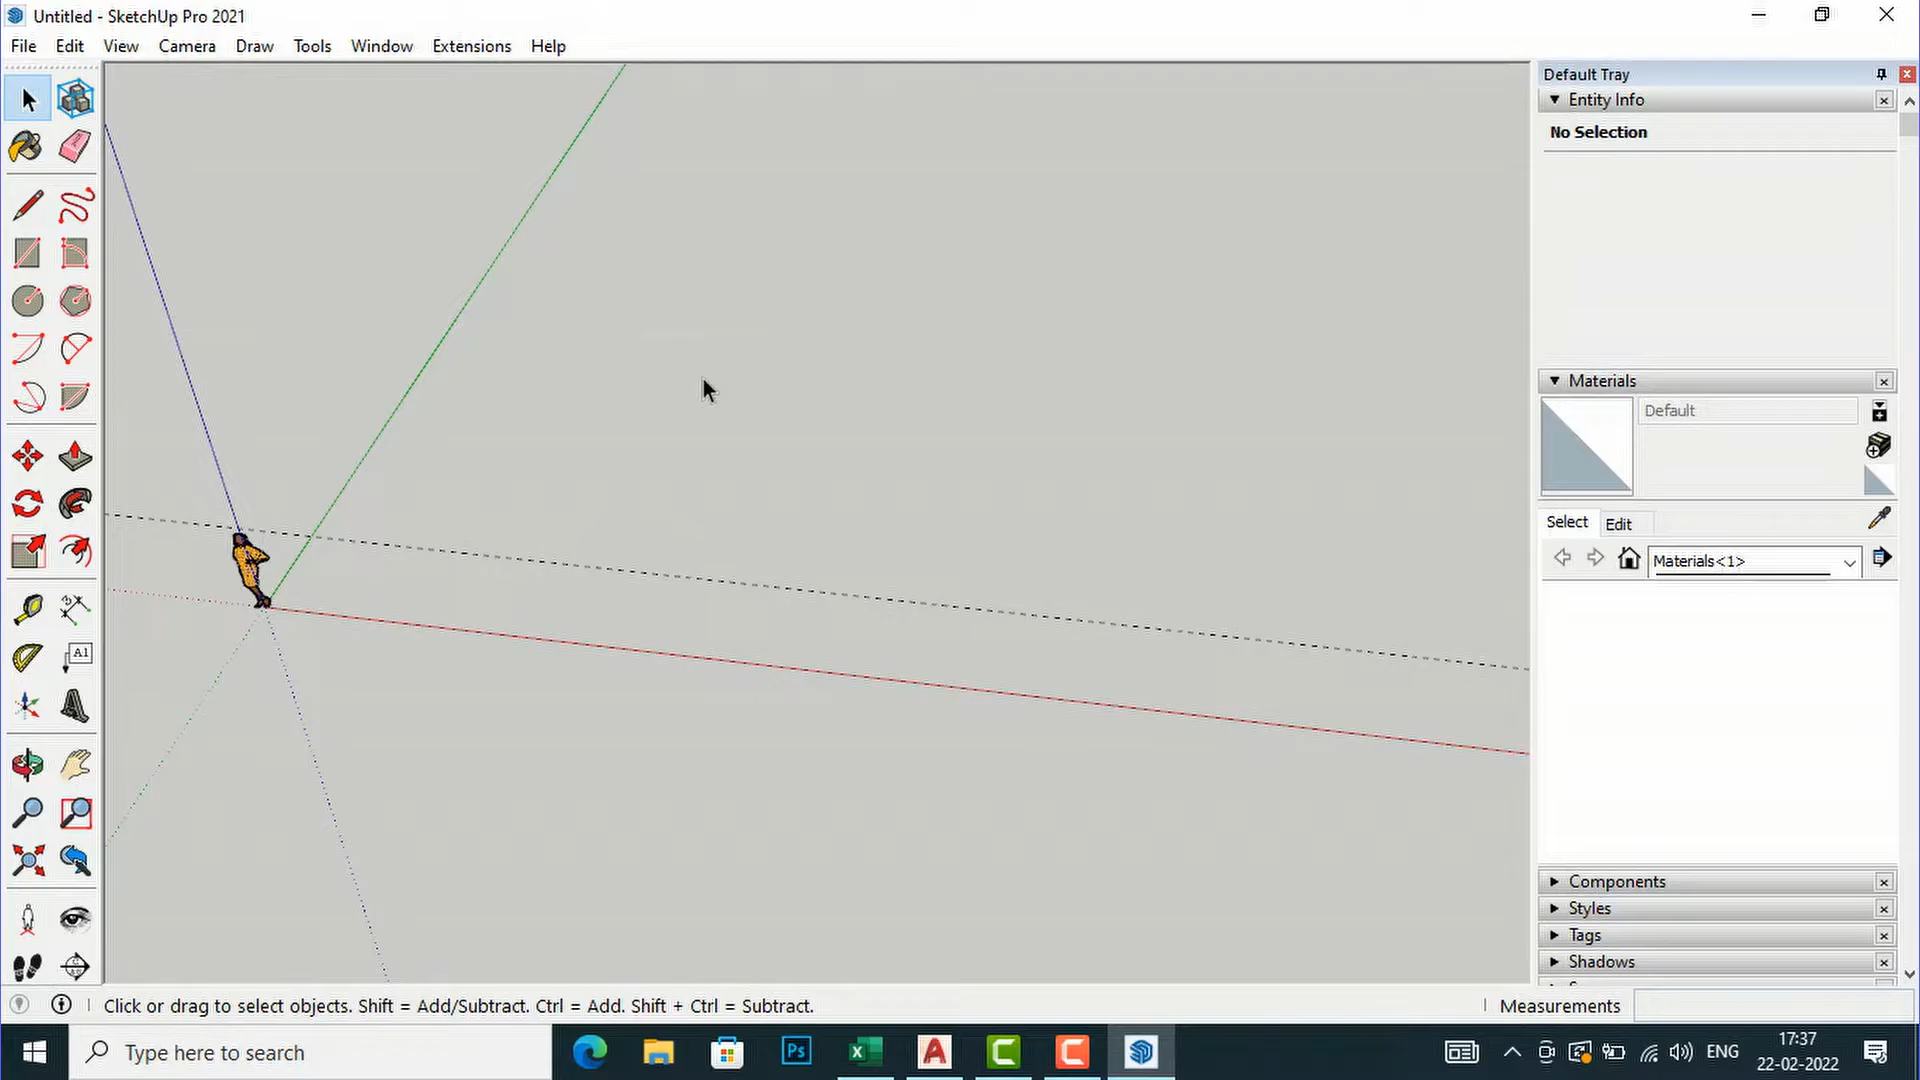 Untitled - SketchUp Pro 2021
File Edit View Camera Draw Tools Window Extensions Help
Default Tray
Entity Info
No Selection
Materials
Default
Select Edit
Materials<1>
A1
Components
Styles
Tags
Shadows
Click or drag to select objects. Shift = Add/Subtract. Ctrl = Add. Shift + Ctrl = Subtract.
Measurements
Type here to search
Ps
ENG
17:37
22-02-2022